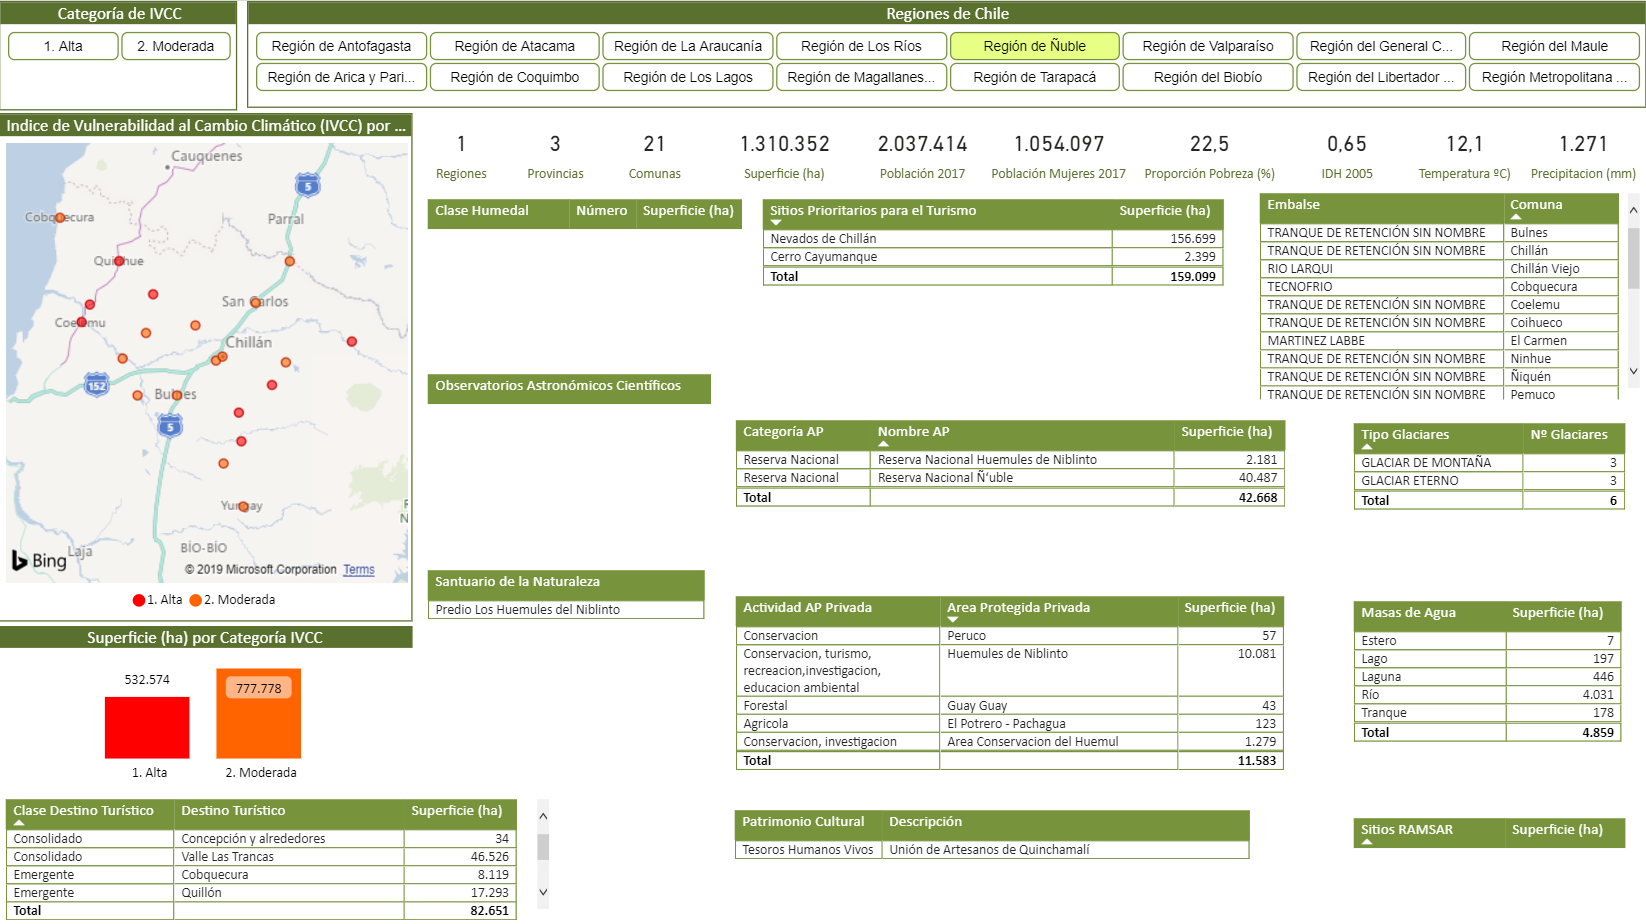 Categoría de IVCC
1. Alta
2. Moderada
Regiones de Chile
Región de Antofagasta
Región de Atacama
Región de La Araucanía
Región de Los Ríos
Región de Ñuble
Región de Valparaíso
Región del General C...
Región del Maule
Región de Arica y Pari...
Región de Coquimbo
Región de Los Lagos
Región de Magallanes...
Región de Tarapacá
Región del Biobío
Región del Libertador ...
Región Metropolitana ...
Indice de Vulnerabilidad al Cambio Climático (IVCC) por ...
Cauquenes
5
Cobquecura
Parral
Quirihue
San Carlos
Coelemu
Chillán
152
Bulnes
5
Yungay
Laja
BÍO-BÍO
Bing
© 2019 Microsoft Corporation Terms
1. Alta 2. Moderada
1 3 21 1.310.352 2.037.414 1.054.097 22,5 0,65 12,1 1.271
Regiones Provincias Comunas Superficie (ha) Población 2017 Población Mujeres 2017 Proporción Pobreza (%) IDH 2005 Temperatura ºC) Precipitacion (mm)
Clase Humedal Número Superficie (ha)
Sitios Prioritarios para el Turismo Superficie (ha)
Nevados de Chillán 156.699
Cerro Cayumanque 2.399
Total 159.099
Embalse Comuna
TRANQUE DE RETENCIÓN SIN NOMBRE Bulnes
TRANQUE DE RETENCIÓN SIN NOMBRE Chillán
RIO LARQUI Chillán Viejo
TECNOFRIO Cobquecura
TRANQUE DE RETENCIÓN SIN NOMBRE Coelemu
TRANQUE DE RETENCIÓN SIN NOMBRE Coihueco
MARTINEZ LABBE El Carmen
TRANQUE DE RETENCIÓN SIN NOMBRE Ninhue
TRANQUE DE RETENCIÓN SIN NOMBRE Ñiquén
TRANQUE DE RETENCIÓN SIN NOMBRE Pemuco
Observatorios Astronómicos Científicos
Categoría AP Nombre AP Superficie (ha)
Reserva Nacional Reserva Nacional Huemules de Niblinto 2.181
Reserva Nacional Reserva Nacional Ñ‘uble 40.487
Total 42.668
Tipo Glaciares Nº Glaciares
GLACIAR DE MONTAÑA 3
GLACIAR ETERNO 3
Total 6
Santuario de la Naturaleza
Predio Los Huemules del Niblinto
Actividad AP Privada Area Protegida Privada Superficie (ha)
Conservacion Peruco 57
Conservacion, turismo, Huemules de Niblinto 10.081
recreacion,investigacion,
educacion ambiental
Forestal Guay Guay 43
Agricola El Potrero - Pachagua 123
Conservacion, investigacion Area Conservacion del Huemul 1.279
Total 11.583
Masas de Agua Superficie (ha)
Estero 7
Lago 197
Laguna 446
Río 4.031
Tranque 178
Total 4.859
Superficie (ha) por Categoría IVCC
532.574
777.778
1. Alta 2. Moderada
Clase Destino Turístico Destino Turístico Superficie (ha)
Consolidado Concepción y alrededores 34
Consolidado Valle Las Trancas 46.526
Emergente Cobquecura 8.119
Emergente Quillón 17.293
Total 82.651
Patrimonio Cultural Descripción
Tesoros Humanos Vivos Unión de Artesanos de Quinchamalí
Sitios RAMSAR Superficie (ha)